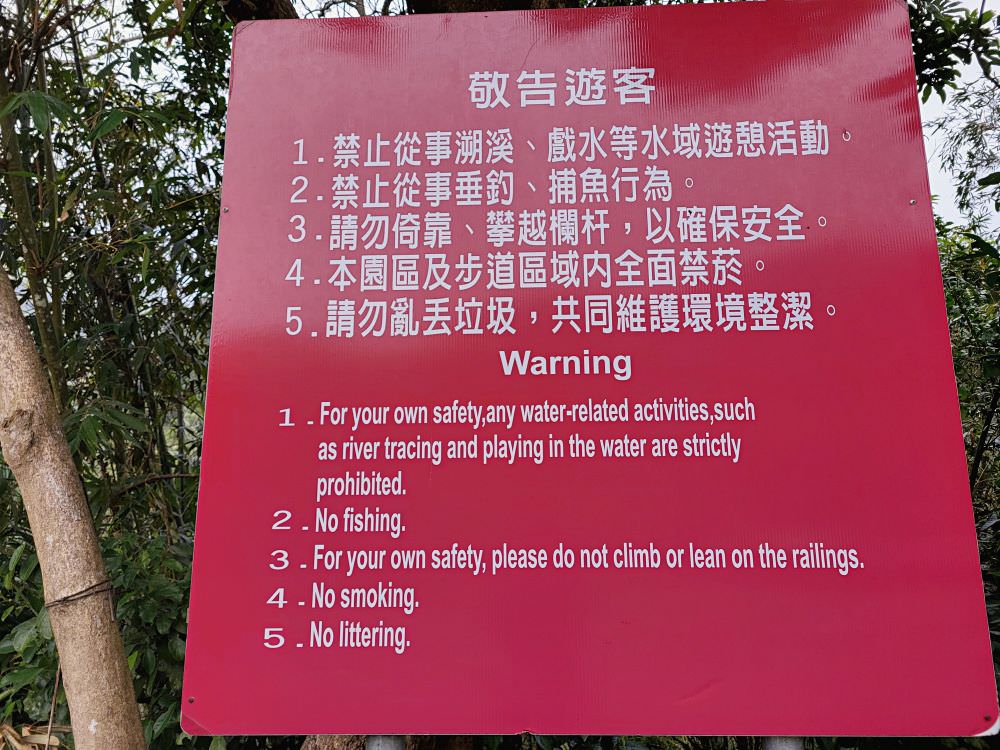 敬告遊客
1.禁止從事溯溪、戲水等水域遊憩活動。
2.禁止從事垂釣、捕魚行為。
3.請勿倚靠、攀越欄杆，以確保安全。
4.本園區及步道區域內全面禁菸。
5.請勿亂丟垃圾，共同維護環境整潔。
Warning
1.For your own safety,any water-related activities,such
as river tracing and playing in the water are strictly
prohibited.
2.No fishing.
3.For your own safety, please do not climb or lean on the railings.
4.No smoking.
5.No littering.